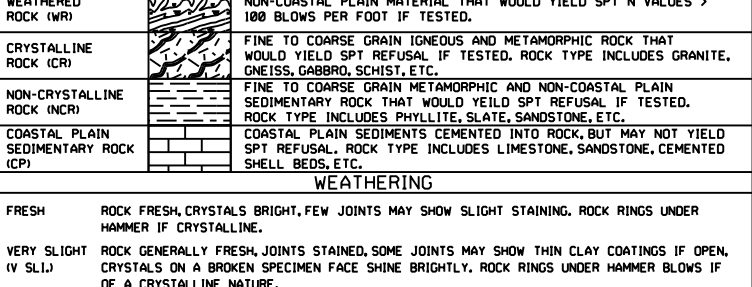 WEATHERED
ROCK (WR)
NON-COASTAL PLAIN MATERIAL THAT WOULD YIELD SPT N VALUES >
100 BLOWS PER FOOT IF TESTED.
CRYSTALLINE
ROCK (CR)
FINE TO COARSE GRAIN IGNEOUS AND METAMORPHIC ROCK THAT
WOULD YIELD SPT REFUSAL IF TESTED. ROCK TYPE INCLUDES GRANITE,
GNEISS, GABBRO, SCHIST, ETC.
NON-CRYSTALLINE
ROCK (NCR)
FINE TO COARSE GRAIN METAMORPHIC AND NON-COASTAL PLAIN
SEDIMENTARY ROCK THAT WOULD YEILD SPT REFUSAL IF TESTED.
ROCK TYPE INCLUDES PHYLLITE, SLATE, SANDSTONE, ETC.
COASTAL PLAIN
SEDIMENTARY ROCK
(CP)
COASTAL PLAIN SEDIMENTS CEMENTED INTO ROCK, BUT MAY NOT YIELD
SPT REFUSAL. ROCK TYPE INCLUDES LIMESTONE, SANDSTONE, CEMENTED
SHELL BEDS, ETC.
WEATHERING
FRESH
ROCK FRESH, CRYSTALS BRIGHT, FEW JOINTS MAY SHOW SLIGHT STAINING. ROCK RINGS UNDER
HAMMER IF CRYSTALLINE.
VERY SLIGHT
(V SLI.)
ROCK GENERALLY FRESH, JOINTS STAINED, SOME JOINTS MAY SHOW THIN CLAY COATINGS IF OPEN,
CRYSTALS ON A BROKEN SPECIMEN FACE SHINE BRIGHTLY. ROCK RINGS UNDER HAMMER BLOWS IF
OF A CRYSTALLINE NATURE.